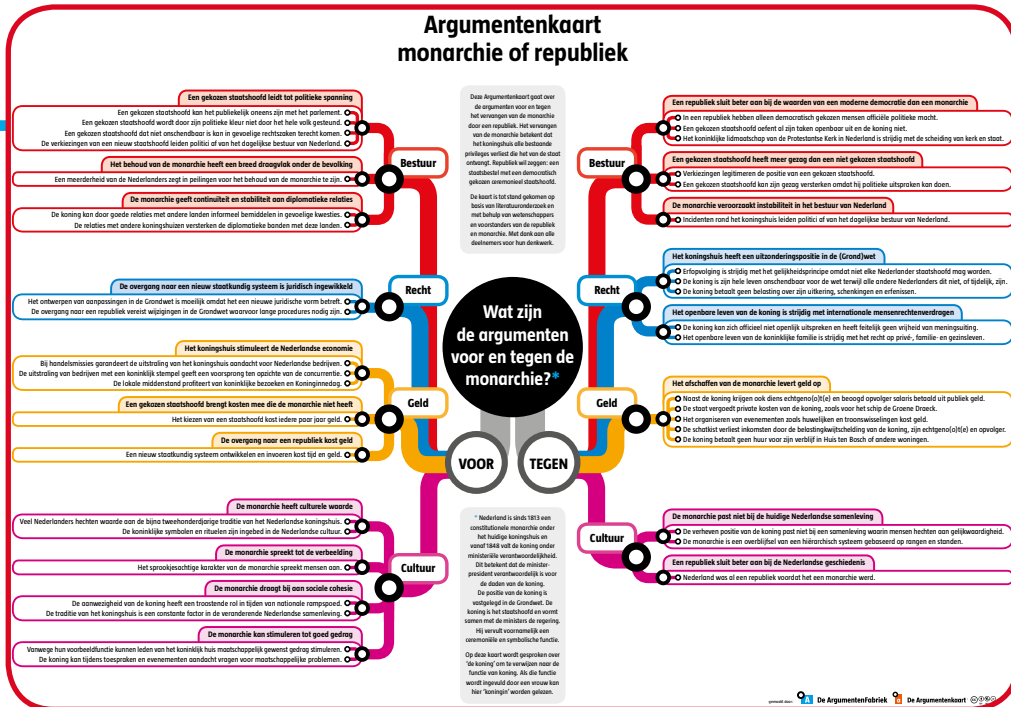 Argumentenkaart
monarchie of republiek
Deze Argumentenkaart gaat over
de argumenten voor en tegen
het vervangen van de monarchie
door een republiek. Het vervangen
van de monarchie betekent dat
het koningshuis alle bestaande
privileges verliest die het van de staat
ontvangt. Republiek wil zeggen: een
staatsbestel met een democratisch
gekozen ceremonieel staatshoofd.
De kaart is tot stand gekomen op
basis van literatuuronderzoek en
met behulp van wetenschappers
en voorstanders van de republiek
en monarchie. Met dank aan alle
deelnemers voor hun denkwerk.
Wat zijn
de argumenten
voor en tegen de
monarchie?*
VOOR
Bestuur
Een gekozen staatshoofd leidt tot politieke spanning
Een gekozen staatshoofd kan het publiekelijk oneens zijn met het parlement.
Een gekozen staatshoofd wordt door zijn politieke kleur niet door het hele volk gesteund.
Een gekozen staatshoofd dat niet onschendbaar is kan in gevoelige rechtszaken terecht komen.
De verkiezingen van een nieuw staatshoofd leiden politici af van het dagelijkse bestuur van Nederland.
Het behoud van de monarchie heeft een breed draagvlak onder de bevolking
Een meerderheid van de Nederlanders zegt in peilingen voor het behoud van de monarchie te zijn.
De monarchie geeft continuïteit en stabiliteit aan diplomatieke relaties
De koning kan door goede relaties met andere landen informeel bemiddelen in gevoelige kwesties.
De relaties met andere koningshuizen versterken de diplomatieke banden met deze landen.
Recht
De overgang naar een nieuw staatkundig systeem is juridisch ingewikkeld
Het ontwerpen van aanpassingen in de Grondwet is moeilijk omdat het een nieuwe juridische vorm betreft.
De overgang naar een republiek vereist wijzigingen in de Grondwet waarvoor lange procedures nodig zijn.
Geld
Het koningshuis stimuleert de Nederlandse economie
Bij handelsmissies garandeert de uitstraling van het koningshuis aandacht voor Nederlandse bedrijven.
De uitstraling van bedrijven met een koninklijk stempel geeft een voorsprong ten opzichte van de concurrentie.
De lokale middenstand profiteert van koninklijke bezoeken en Koninginnedag.
Een gekozen staatshoofd brengt kosten mee die de monarchie niet heeft
Het kiezen van een staatshoofd kost iedere paar jaar geld.
De overgang naar een republiek kost geld
Een nieuw staatkundig systeem ontwikkelen en invoeren kost tijd en geld.
Cultuur
De monarchie heeft culturele waarde
Veel Nederlanders hechten waarde aan de bijna tweehonderdjarige traditie van het Nederlandse koningshuis.
De koninklijke symbolen en rituelen zijn ingebed in de Nederlandse cultuur.
De monarchie spreekt tot de verbeelding
Het sprookjesachtige karakter van de monarchie spreekt mensen aan.
De monarchie draagt bij aan sociale cohesie
De aanwezigheid van de koning heeft een troostende rol in tijden van nationale rampspoed.
De traditie van het koningshuis is een constante factor in de veranderende Nederlandse samenleving.
De monarchie kan stimuleren tot goed gedrag
Vanwege hun voorbeeldfunctie kunnen leden van het koninklijk huis maatschappelijk gewenst gedrag stimuleren.
De koning kan tijdens toespraken en evenementen aandacht vragen voor maatschappelijke problemen.
TEGEN
Bestuur
Een republiek sluit beter aan bij de waarden van een moderne democratie dan een monarchie
In een republiek hebben alleen democratisch gekozen mensen officiële politieke macht.
Een gekozen staatshoofd oefent al zijn taken openbaar uit en de koning niet.
Het koninklijke lidmaatschap van de Protestantse Kerk in Nederland is strijdig met de scheiding van kerk en staat.
Een gekozen staatshoofd heeft meer gezag dan een niet gekozen staatshoofd
Verkiezingen legitimeren de positie van een gekozen staatshoofd.
Een gekozen staatshoofd kan zijn gezag versterken omdat hij politieke uitspraken kan doen.
De monarchie veroorzaakt instabiliteit in het bestuur van Nederland
Incidenten rond het koningshuis leiden politici af van het dagelijkse bestuur van Nederland.
Recht
Het koningshuis heeft een uitzonderingspositie in de (Grond)wet
Erfopvolging is strijdig met het gelijkheidsprincipe omdat niet elke Nederlander staatshoofd mag worden.
De koning is zijn hele leven onschendbaar voor de wet terwijl alle andere Nederlanders dit niet, of tijdelijk, zijn.
De koning betaalt geen belasting over zijn uitkering, schenkingen en erfenissen.
Het openbare leven van de koning is strijdig met internationale mensenrechtenverdragen
De koning kan zich officieel niet openlijk uitspreken en heeft feitelijk geen vrijheid van meningsuiting.
Het openbare leven van de koninklijke familie is strijdig met het recht op privé-, familie- en gezinsleven.
Geld
Het afschaffen van de monarchie levert geld op
Naast de koning krijgen ook diens echtgeno(o)t(e) en beoogd opvolger salaris betaald uit publiek geld.
De staat vergoedt private kosten van de koning, zoals voor het schip de Groene Draeck.
Het organiseren van evenementen zoals huwelijken en troonswisselingen kost geld.
De schatkist verliest inkomsten door de belastingkwijtschelding van de koning, zijn echtgeno(o)t(e) en opvolger.
De koning betaalt geen huur voor zijn verblijf in Huis ten Bosch of andere woningen.
Cultuur
De monarchie past niet bij de huidige Nederlandse samenleving
De verheven positie van de koning past niet bij een samenleving waarin mensen hechten aan gelijkwaardigheid.
De monarchie is een overblijfsel van een hiërarchisch systeem gebaseerd op rangen en standen.
Een republiek sluit beter aan bij de Nederlandse geschiedenis
Nederland was al een republiek voordat het een monarchie werd.
* Nederland is sinds 1813 een
constitutionele monarchie onder
het huidige koningshuis en
vanaf 1848 valt de koning onder
ministeriële verantwoordelijkheid.
Dit betekent dat de minister-
president verantwoordelijk is voor
de daden van de koning.
De positie van de koning is
vastgelegd in de Grondwet. De
koning is het staatshoofd en vormt
samen met de ministers de regering.
Hij vervult voornamelijk een
ceremoniële en symbolische functie.
Op deze kaart wordt gesproken over
'de koning' om te verwijzen naar de
functie van koning. Als die functie
wordt ingevuld door een vrouw kan
hier 'koningin' worden gelezen.
gemaakt door:
De ArgumentenFabriek
De Argumentenkaart